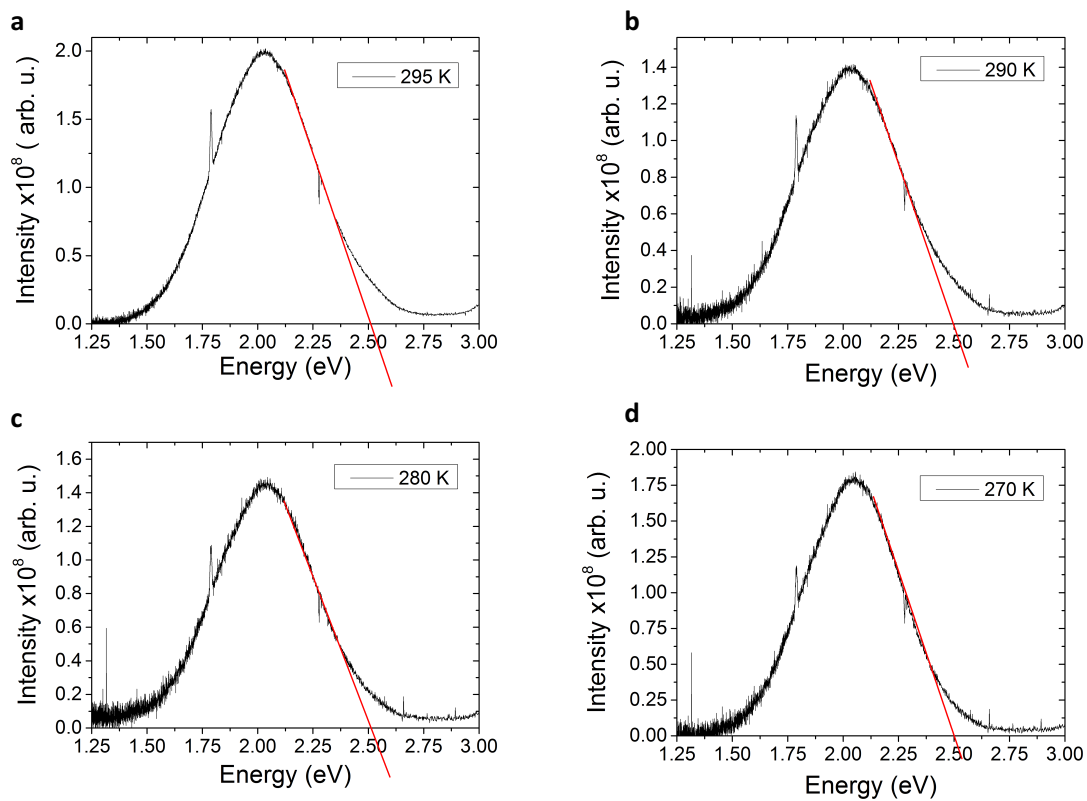 a
2.0
1.5
1.0
0.5
0.0
Intensity x10⁸ ( arb. u.)
295 K
1.25 1.50 1.75 2.00 2.25 2.50 2.75 3.00
Energy (eV)
b
1.4
1.2
1.0
0.8
0.6
0.4
0.2
0.0
Intensity x10⁸ (arb. u.)
290 K
1.25 1.50 1.75 2.00 2.25 2.50 2.75 3.00
Energy (eV)
c
1.6
1.4
1.2
1.0
0.8
0.6
0.4
0.2
0.0
Intensity x10⁸ (arb. u.)
280 K
1.25 1.50 1.75 2.00 2.25 2.50 2.75 3.00
Energy (eV)
d
2.00
1.75
1.50
1.25
1.00
0.75
0.50
0.25
0.00
Intensity x10⁸ (arb. u.)
270 K
1.25 1.50 1.75 2.00 2.25 2.50 2.75 3.00
Energy (eV)